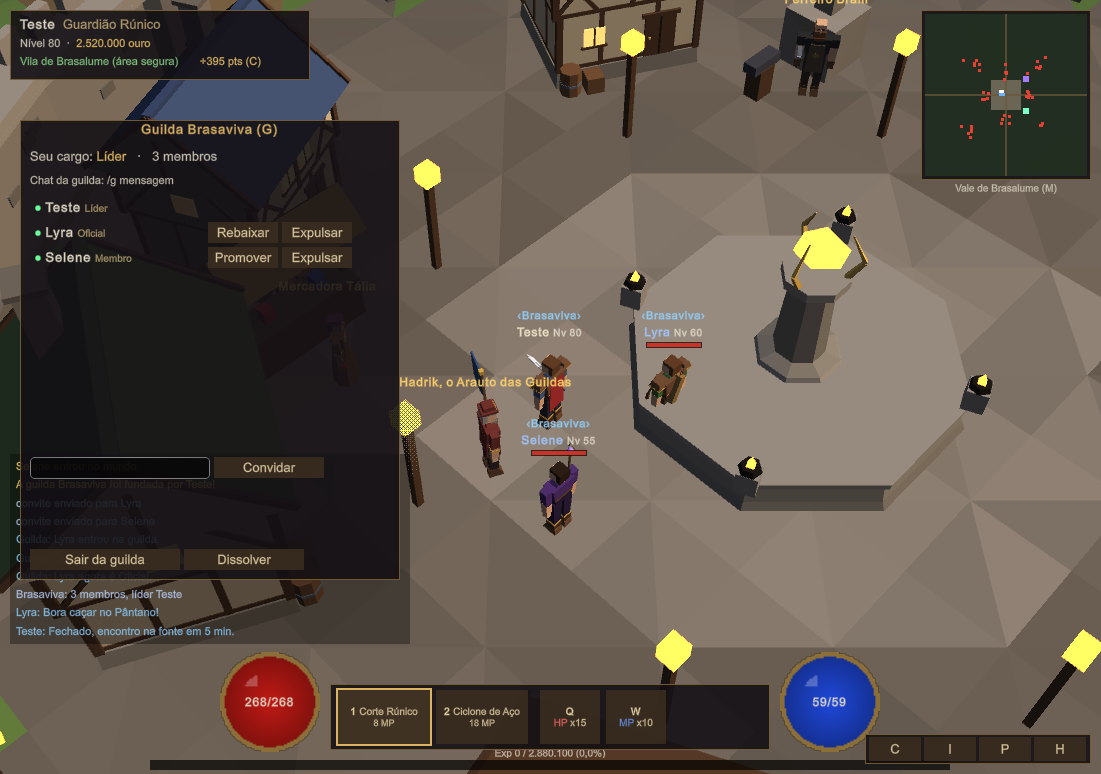 Teste Guardião Rúnico
Nível 80 · 2.520.000 ouro
Vila de Brasalume (área segura) +395 pts (C)
Vale de Brasalume (M)
Guilda Brasaviva (G)
Seu cargo: Líder · 3 membros
Chat da guilda: /g mensagem
Teste Líder
Lyra Oficial Rebaixar Expulsar
Selene Membro Promover Expulsar
Mercadora Tália
‹Brasaviva›
Teste Nv 80
‹Brasaviva›
Lyra Nv 60
Hadrik, o Arauto das Guildas
‹Brasaviva›
Selene Nv 55
Convidar
A guilda Brasaviva foi fundada por Teste!
convite enviado para Lyra
convite enviado para Selene
Guilda: Lyra entrou na guilda.
Sair da guilda Dissolver
Brasaviva: 3 membros, líder Teste
Lyra: Bora caçar no Pântano!
Teste: Fechado, encontro na fonte em 5 min.
268/268
1 Corte Rúnico
8 MP
2 Ciclone de Aço
18 MP
Q
HP x15
W
MP x10
59/59
Exp 0 / 2.880.100 (0,0%)
C I P H